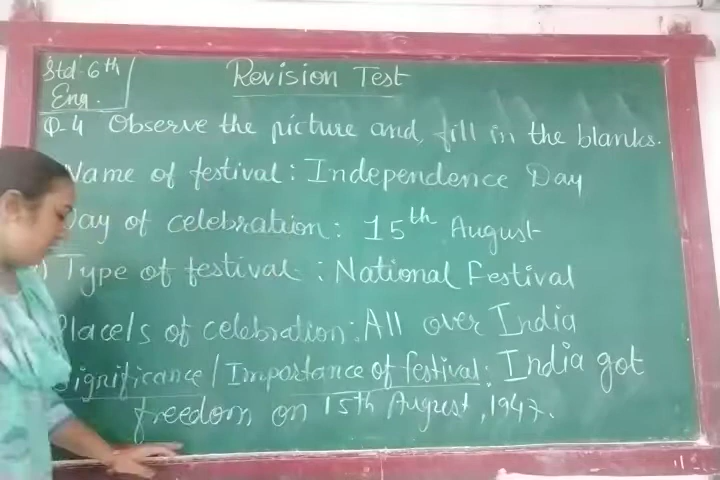 Std: 6th
Eng.
Revision Test
Q-4 Observe the picture and fill in the blanks.
Name of festival: Independence Day
Day of celebration: 15th August
) Type of festival: National Festival
Place/s of celebration: All over India
Significance / Importance of festival: India got
freedom on 15th August, 1947.